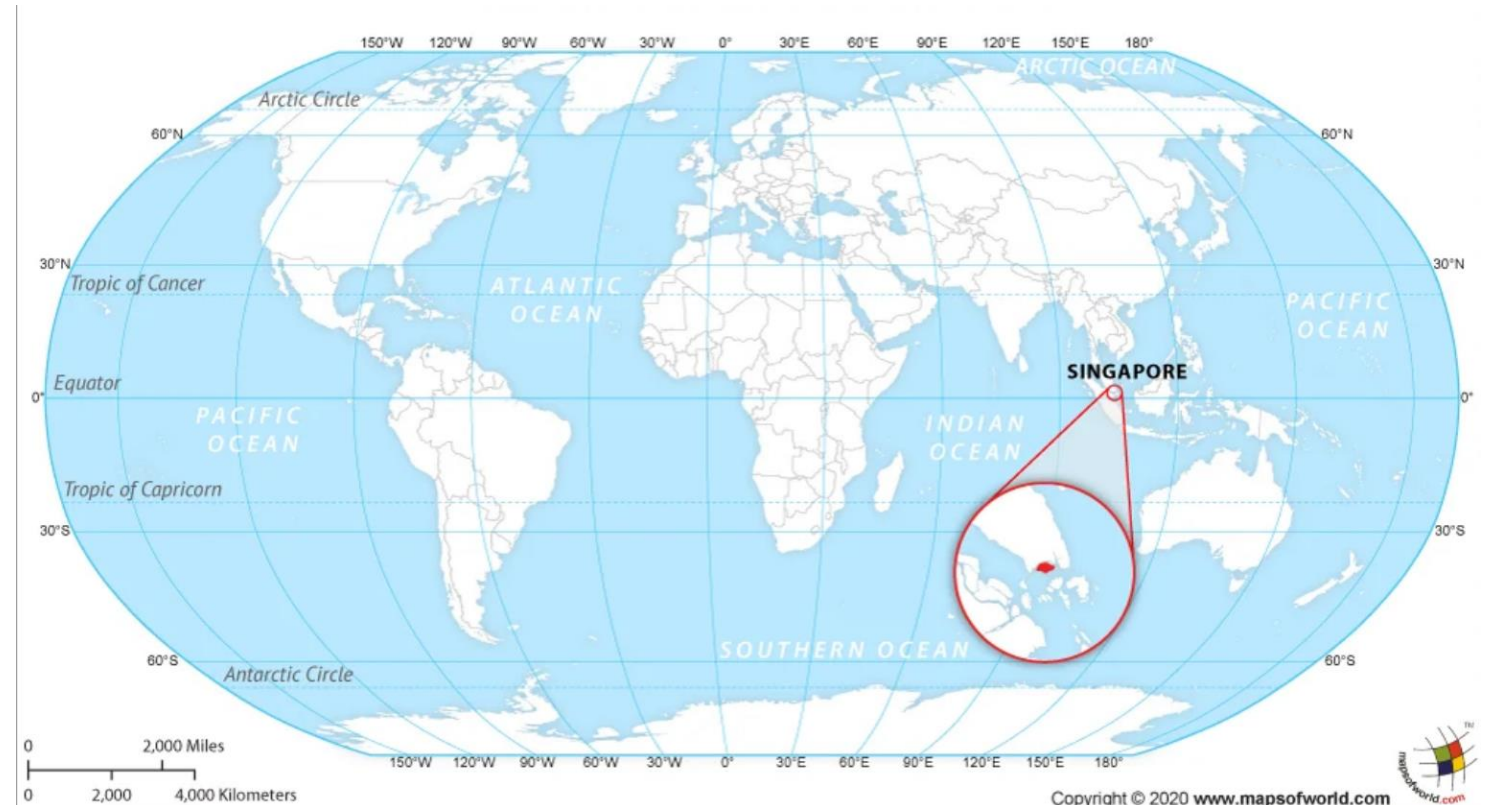 150°W 120°W 90°W 60°W 30°W 0° 30°E 60°E 90°E 120°E 150°E 180°
ARCTIC OCEAN
Arctic Circle
60°N 60°N
30°N 30°N
Tropic of Cancer
ATLANTIC
OCEAN
PACIFIC
OCEAN
SINGAPORE
Equator
0° 0°
PACIFIC
OCEAN
INDIAN
OCEAN
Tropic of Capricorn
30°S 30°S
SOUTHERN OCEAN
60°S 60°S
Antarctic Circle
150°W 120°W 90°W 60°W 30°W 0° 30°E 60°E 90°E 120°E 150°E 180°
0 2,000 Miles
0 2,000 4,000 Kilometers
TM
mapsofworld.com
Copyright © 2020 www.mapsofworld.com